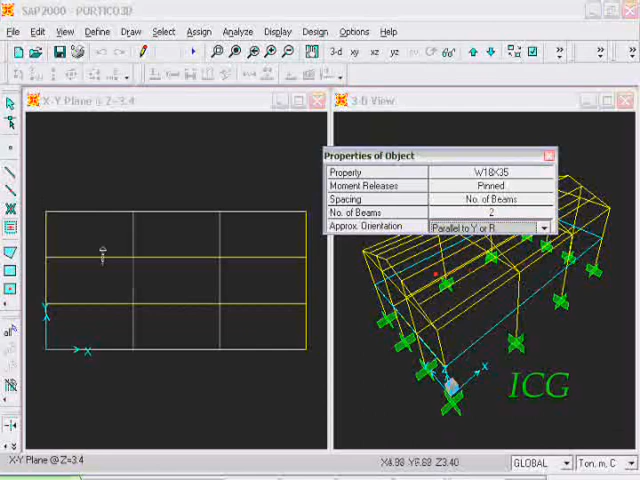 SAP2000 - PORTICO3D
File Edit View Define Draw Select Assign Analyze Display Design Options Help
3-d xy xz yz
X-Y Plane @ Z=3.4
3-D View
Properties of Object
Property W18X35
Moment Releases Pinned
Spacing No. of Beams
No. of Beams 2
Approx. Orientation Parallel to Y or R
Y
X
X
ICG
all
X-Y Plane @ Z=3.4
GLOBAL
Ton, m, C